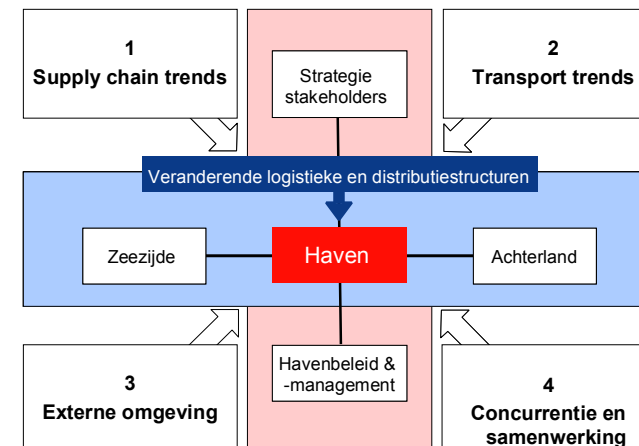 1
Supply chain trends
Strategie
stakeholders
2
Transport trends
Veranderende logistieke en distributiestructuren
Zeezijde
Haven
Achterland
3
Externe omgeving
Havenbeleid &
-management
4
Concurrentie en
samenwerking